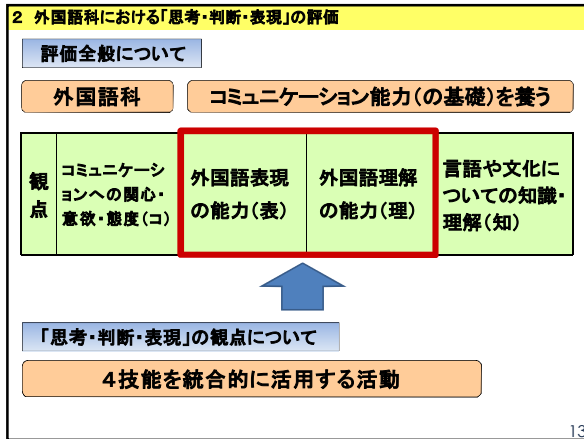 2 外国語科における「思考・判断・表現」の評価
評価全般について
外国語科
コミュニケーション能力(の基礎)を養う
観
点
コミュニケーシ
ョンへの関心・
意欲・態度(コ)
外国語表現
の能力(表)
外国語理解
の能力(理)
言語や文化に
ついての知識・
理解(知)
「思考・判断・表現」の観点について
4技能を統合的に活用する活動
13